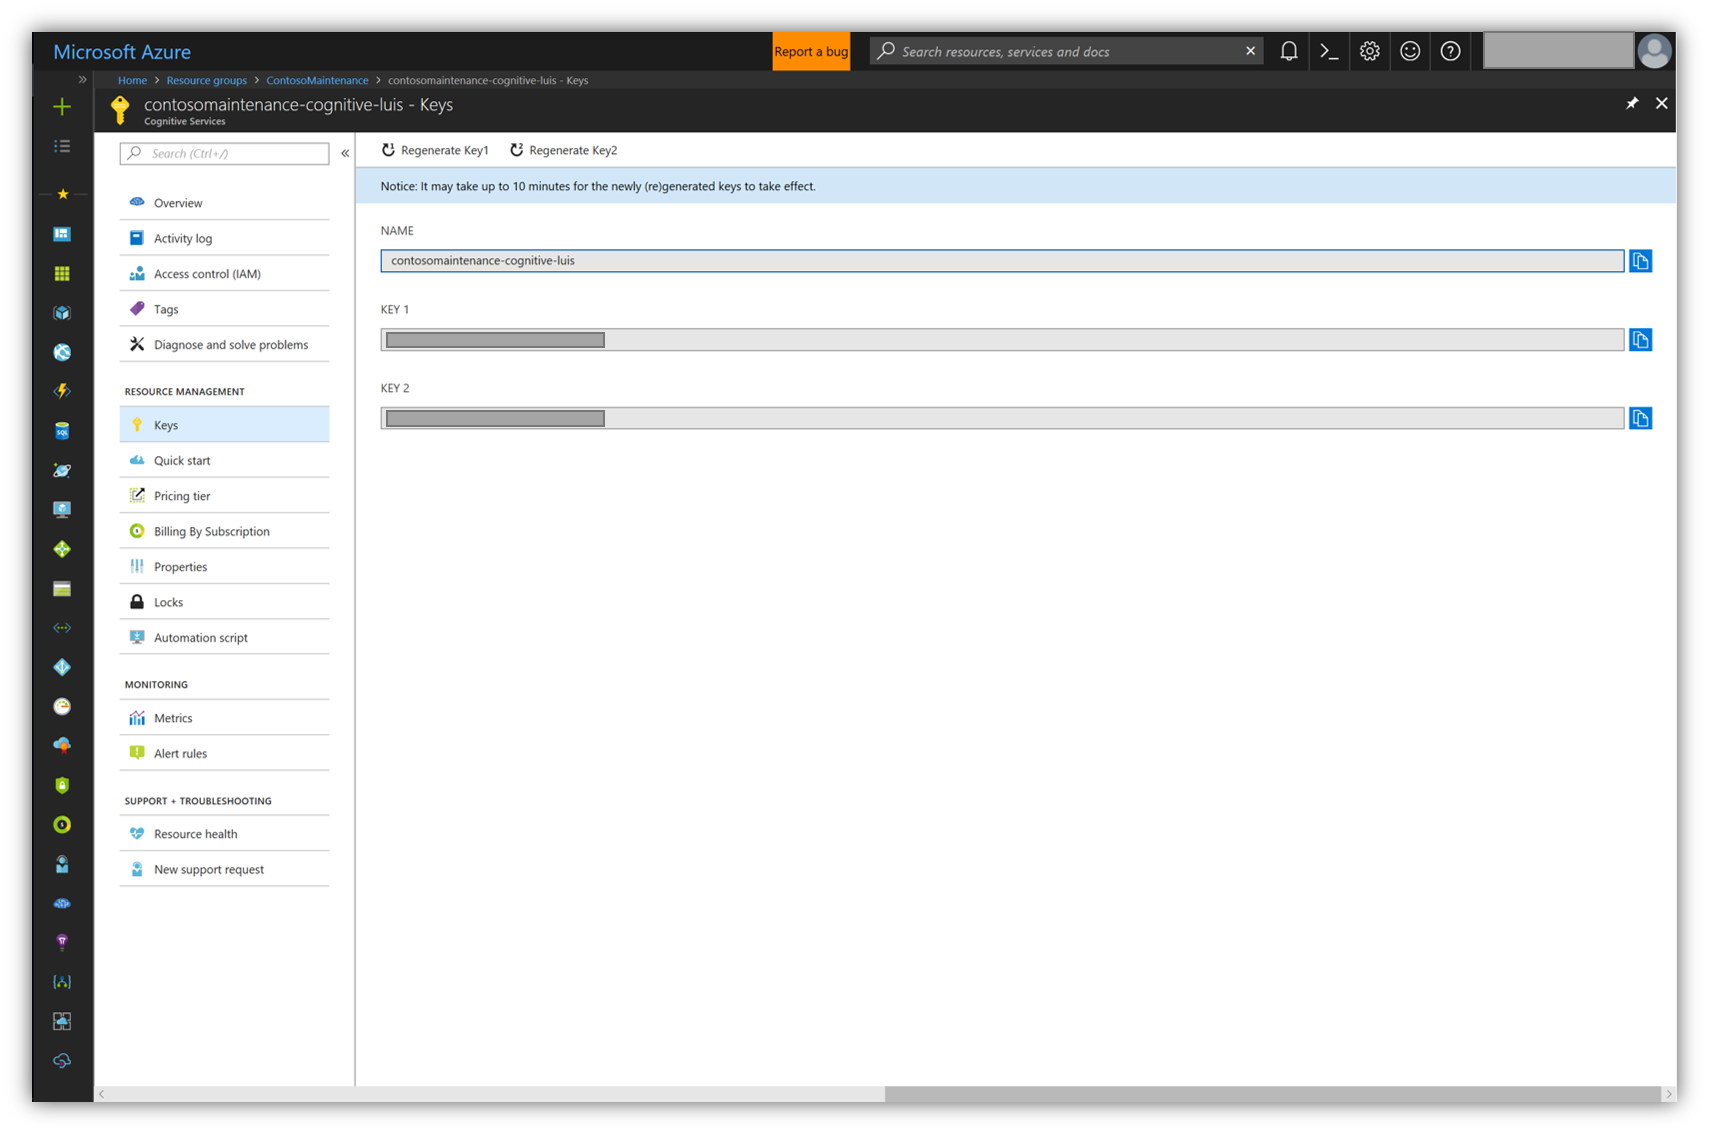 Microsoft Azure
Report a bug
Search resources, services and docs
Home > Resource groups > ContosoMaintenance > contosomaintenance-cognitive-luis - Keys
contosomaintenance-cognitive-luis - Keys
Cognitive Services
Search (Ctrl+/)
Overview
Activity log
Access control (IAM)
Tags
Diagnose and solve problems
RESOURCE MANAGEMENT
Keys
Quick start
Pricing tier
Billing By Subscription
Properties
Locks
Automation script
MONITORING
Metrics
Alert rules
SUPPORT + TROUBLESHOOTING
Resource health
New support request
Regenerate Key1
Regenerate Key2
Notice: It may take up to 10 minutes for the newly (re)generated keys to take effect.
NAME
contosomaintenance-cognitive-luis
KEY 1
KEY 2